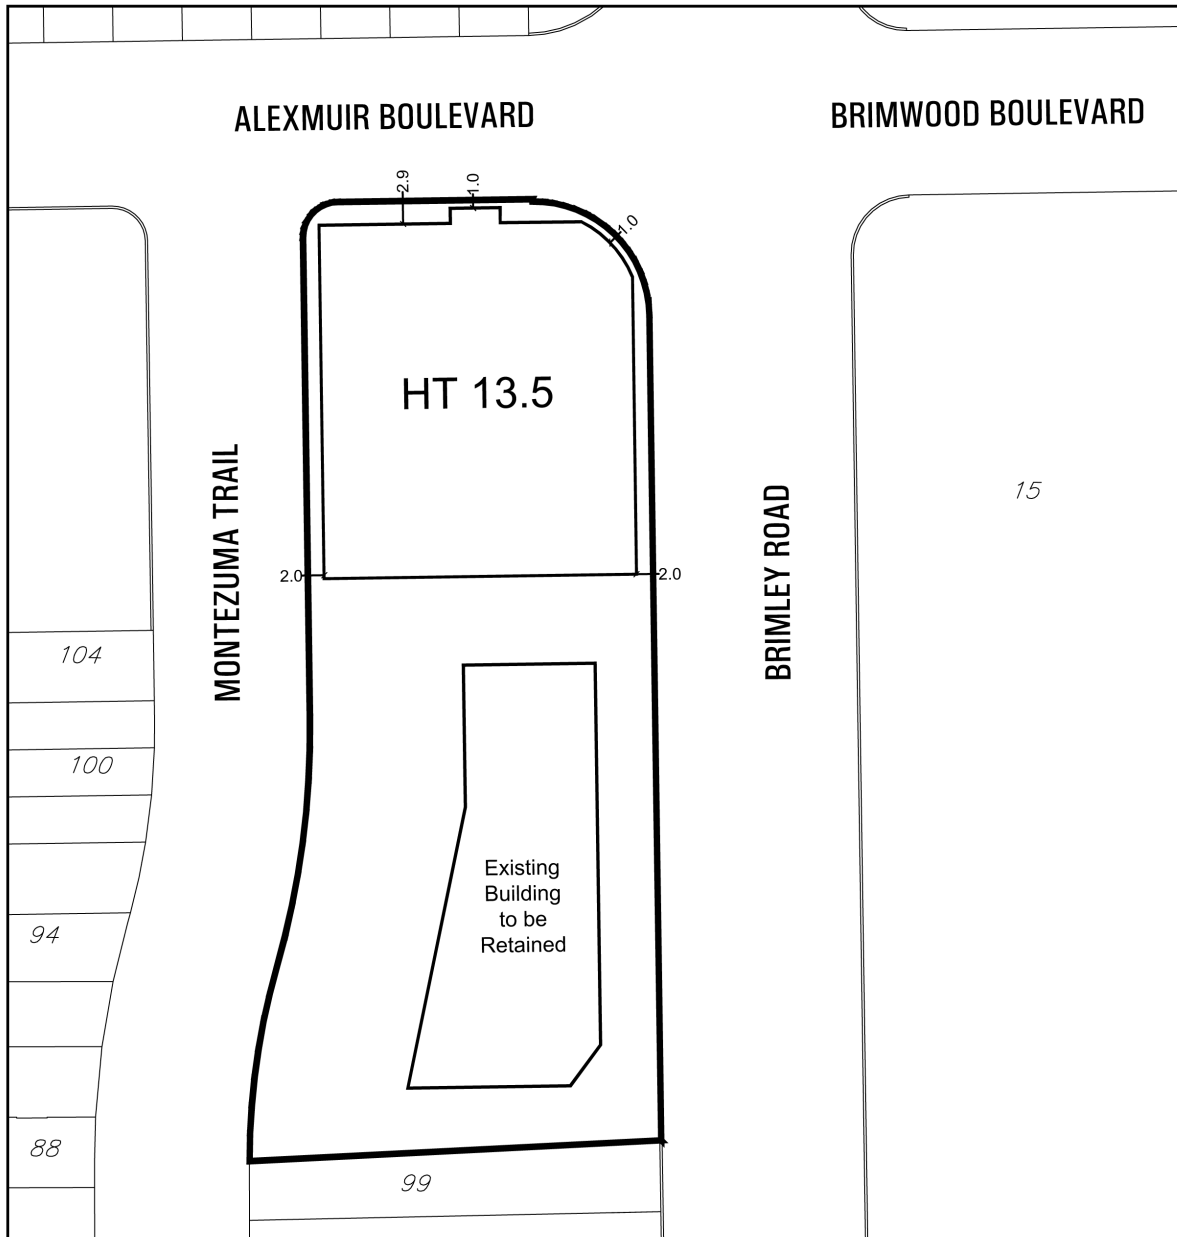 ALEXMUIR BOULEVARD
BRIMWOOD BOULEVARD
2.9
1.0
1.0
HT 13.5
MONTEZUMA TRAIL
BRIMLEY ROAD
15
2.0
2.0
104
100
Existing
Building
to be
Retained
94
88
99